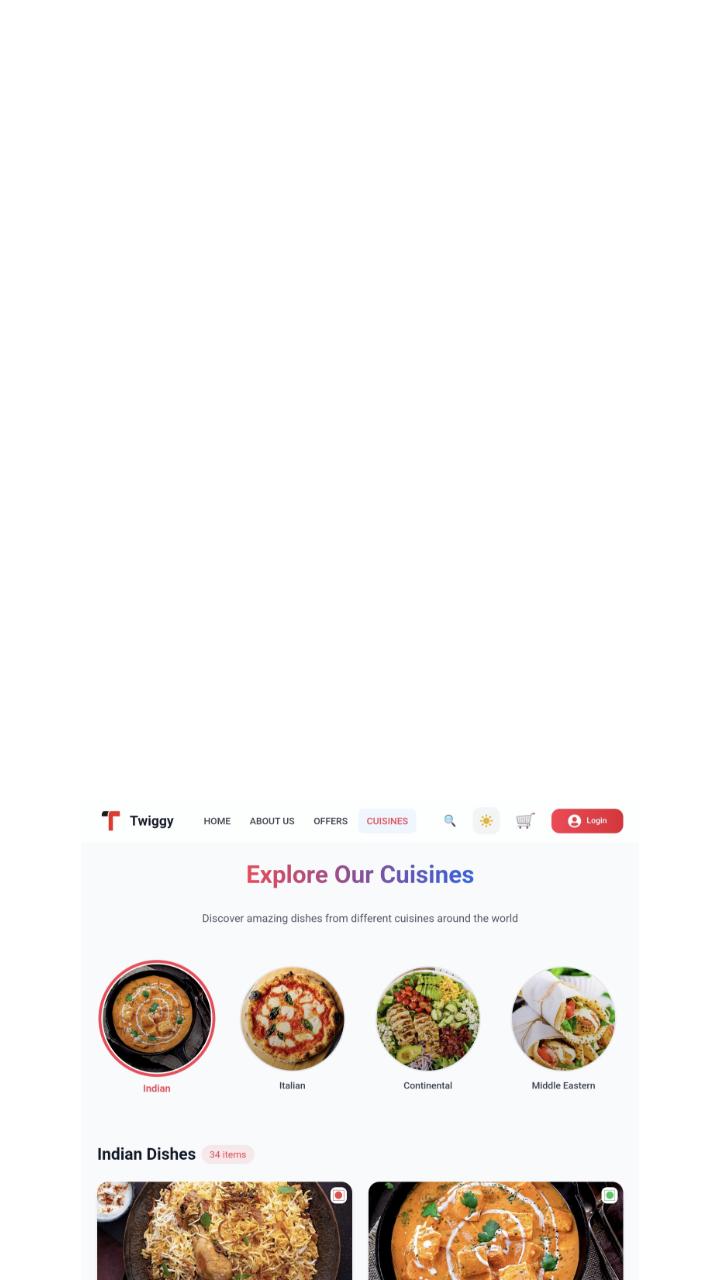 Twiggy HOME ABOUT US OFFERS CUISINES Login
Explore Our Cuisines
Discover amazing dishes from different cuisines around the world
Indian Italian Continental Middle Eastern
Indian Dishes 34 items